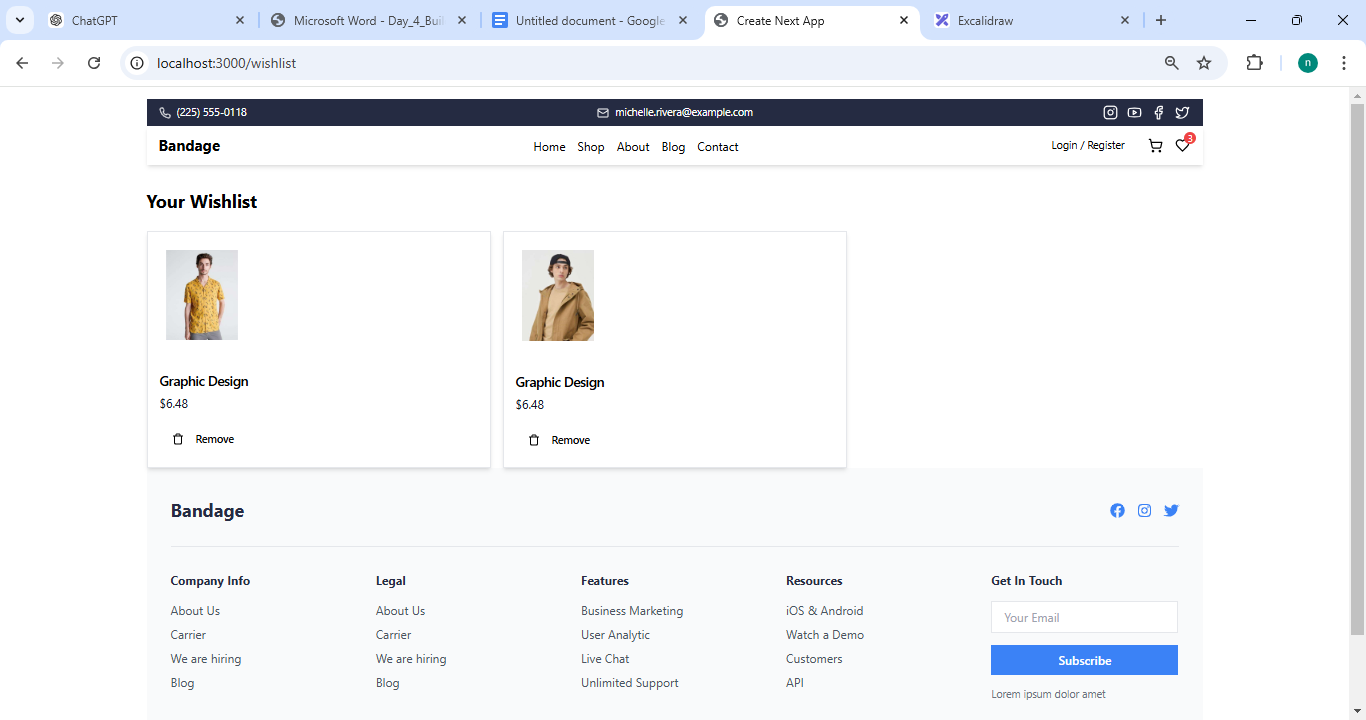 ChatGPT
Microsoft Word - Day_4_Buil
Untitled document - Google
Create Next App
Excalidraw
localhost:3000/wishlist
n
(225) 555-0118
michelle.rivera@example.com
Bandage
Home Shop About Blog Contact
Login / Register
3
Your Wishlist
Graphic Design
$6.48
Remove
Graphic Design
$6.48
Remove
Bandage
Company Info
About Us
Carrier
We are hiring
Blog
Legal
About Us
Carrier
We are hiring
Blog
Features
Business Marketing
User Analytic
Live Chat
Unlimited Support
Resources
iOS & Android
Watch a Demo
Customers
API
Get In Touch
Your Email
Subscribe
Lorem ipsum dolor amet